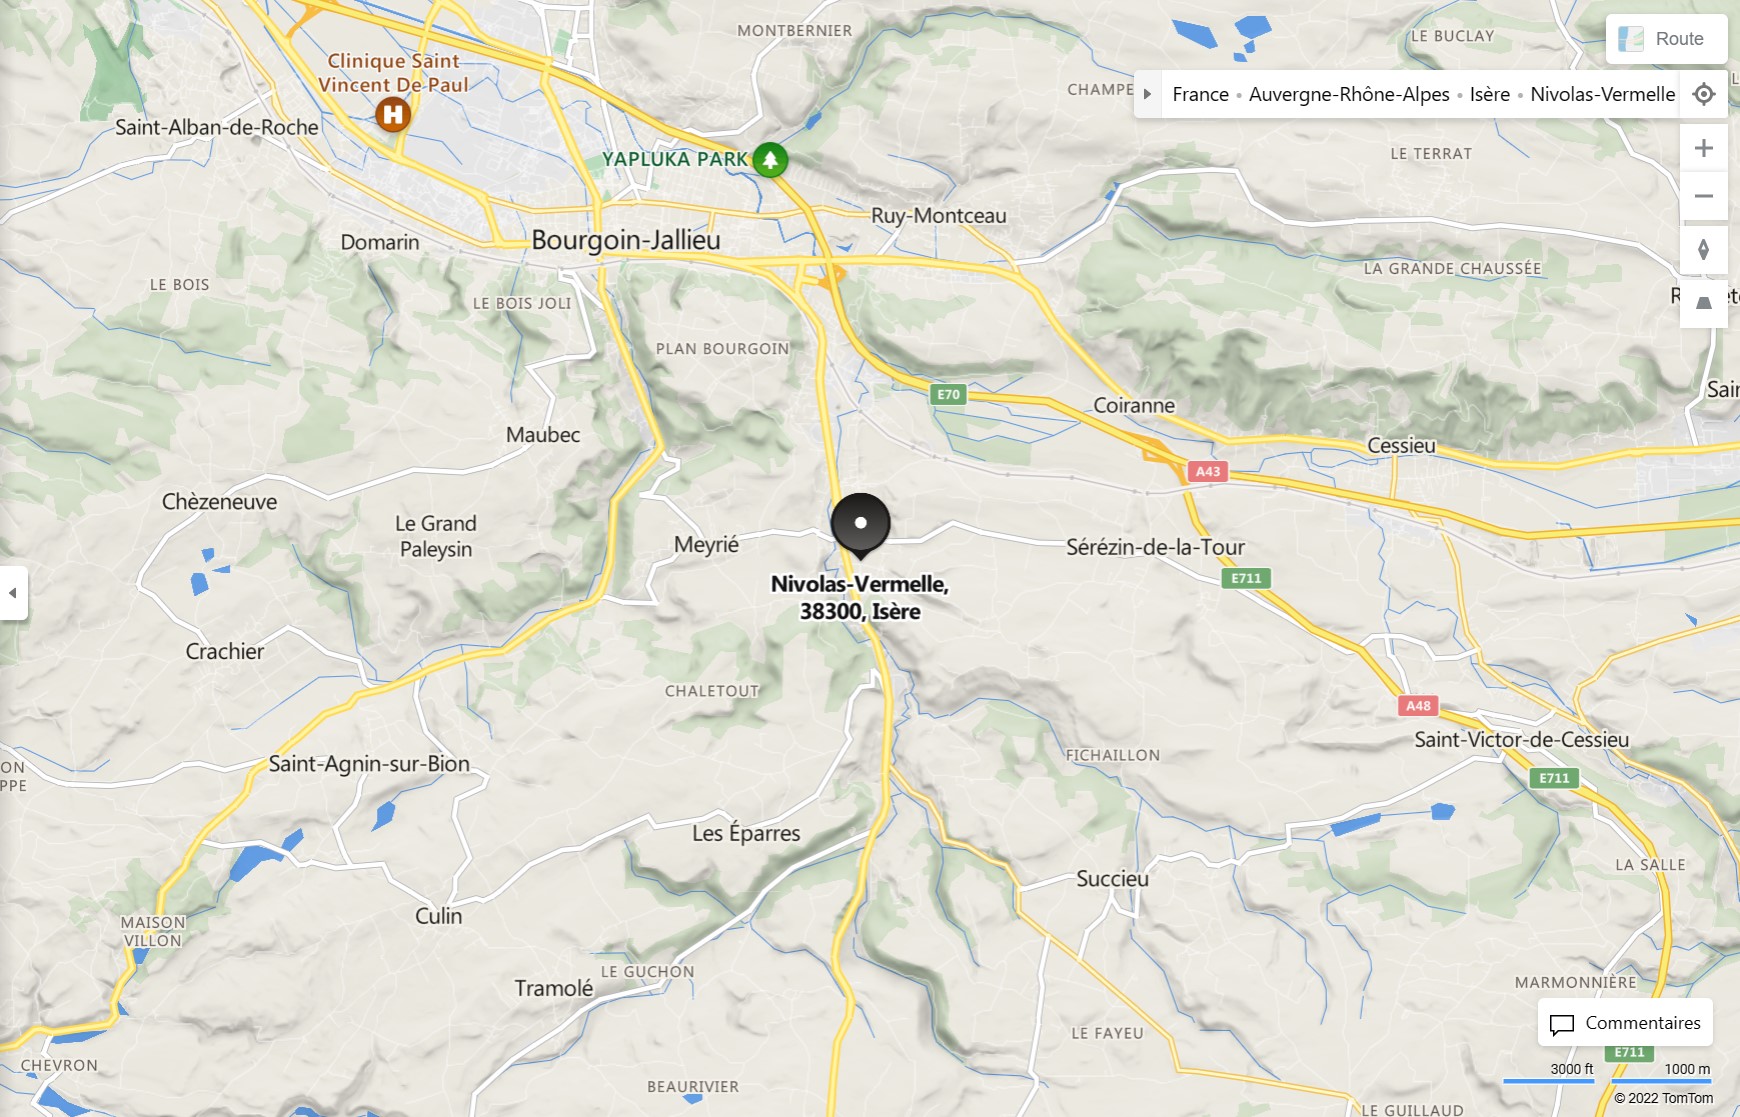 MONTBERNIER
LE BUCLAY
Route
Clinique Saint
Vincent De Paul
H
CHAMPE
France • Auvergne-Rhône-Alpes • Isère • Nivolas-Vermelle
Saint-Alban-de-Roche
YAPLUKA PARK
LE TERRAT
Ruy-Montceau
Domarin
Bourgoin-Jallieu
LA GRANDE CHAUSSÉE
LE BOIS
LE BOIS JOLI
PLAN BOURGOIN
E70
Coiranne
Sain
Maubec
Cessieu
A43
Chèzeneuve
Le Grand
Paleysin
Meyrié
Sérézin-de-la-Tour
E711
Nivolas-Vermelle,
38300, Isère
Crachier
CHALETOUT
A48
Saint-Victor-de-Cessieu
FICHAILLON
Saint-Agnin-sur-Bion
ON
PPE
E711
Les Éparres
LA SALLE
Succieu
Culin
MAISON
VILLON
LE GUCHON
Tramolé
MARMONNIÈRE
Commentaires
LE FAYEU
E711
CHEVRON
3000 ft
1000 m
BEAURIVIER
© 2022 TomTom
LE GUILLAUD